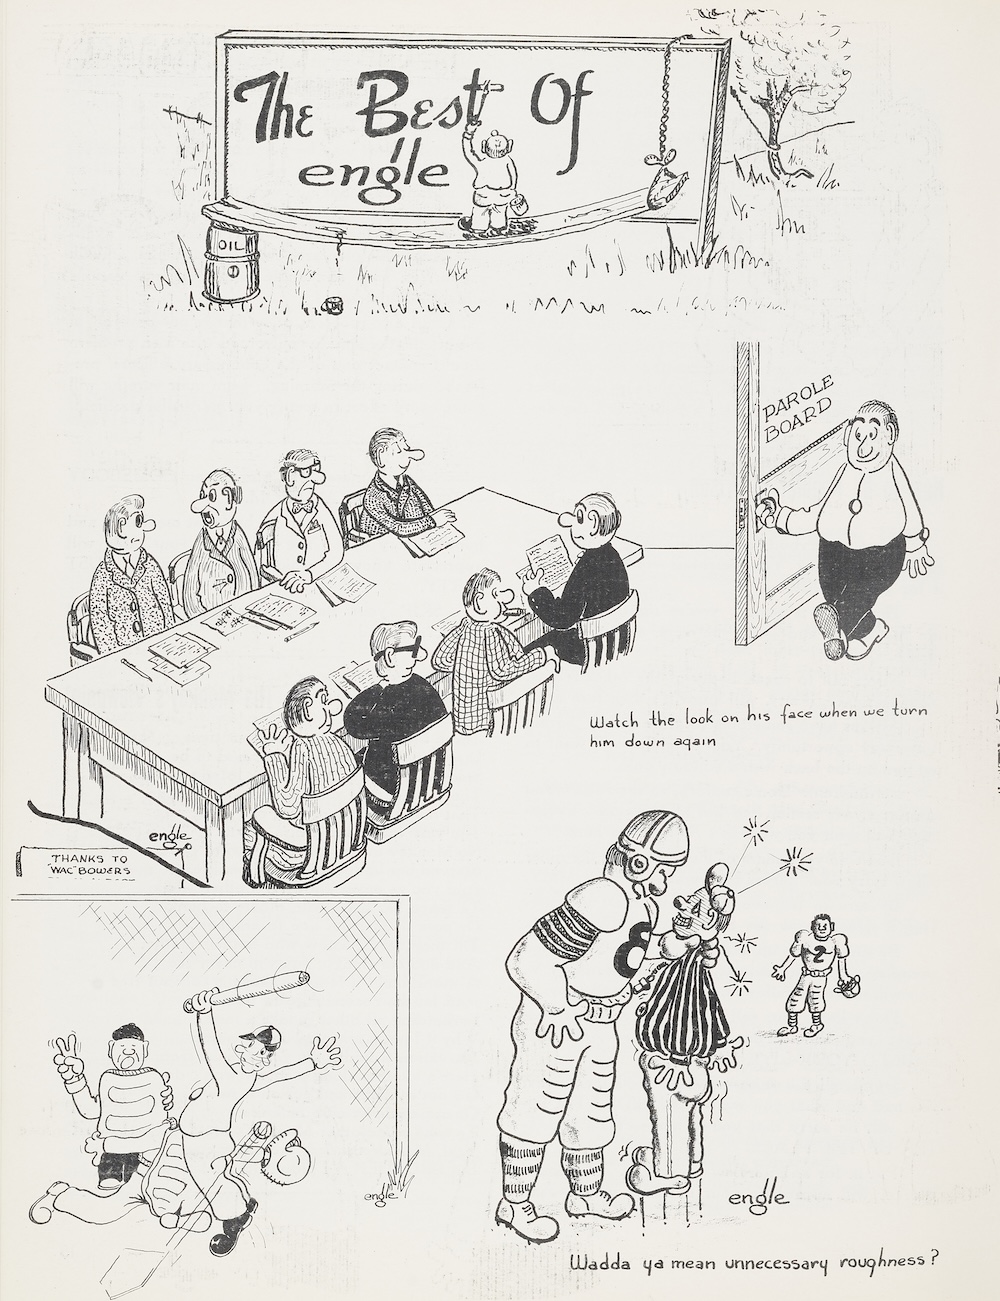 The Best Of
engle
OIL
PAROLE
BOARD
Watch the look on his face when we turn
him down again
engle
THANKS TO
"WAC" BOWERS
8
2
engle
engle
Wadda ya mean unnecessary roughness?